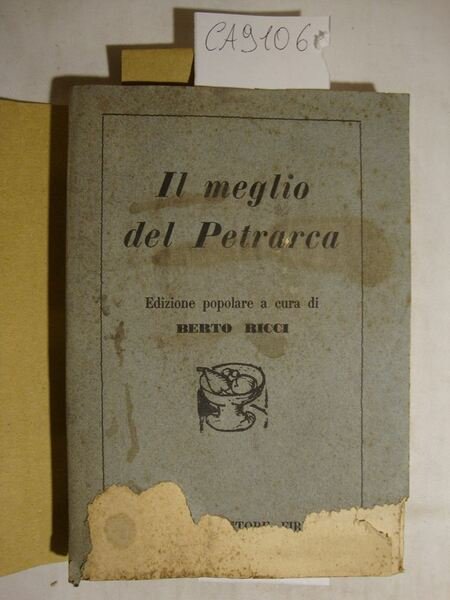 CA9106
Il meglio
del Petrarca
Edizione popolare a cura di
BERTO RICCI